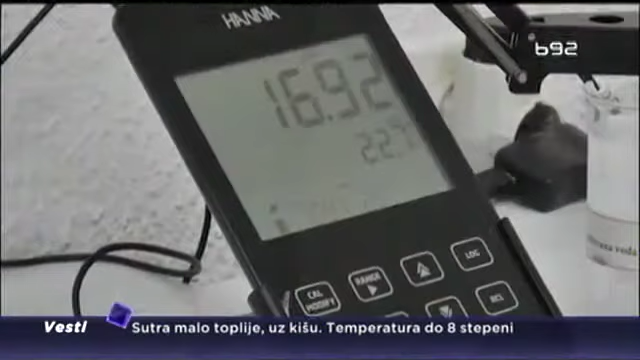 HANNA
b92
16.92
22.7
CAL
MODIFY
RANGE
LOG
RCL
voda
Vesti
Sutra malo toplije, uz kišu. Temperatura do 8 stepeni